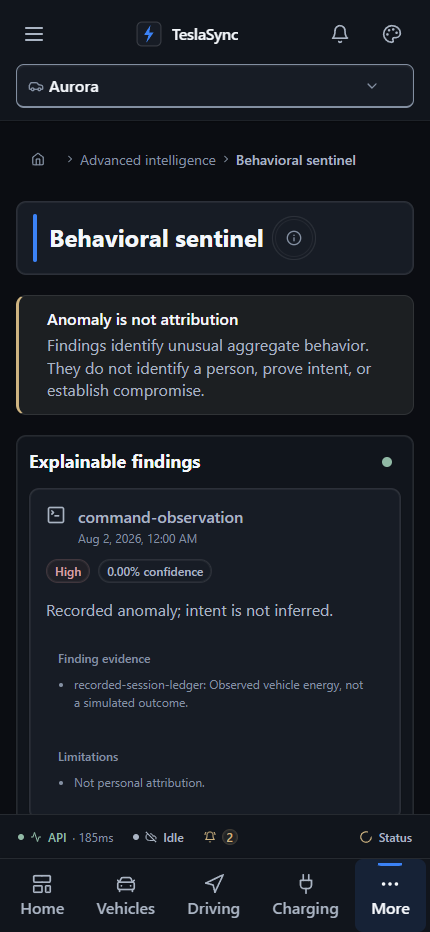 TeslaSync
Aurora
Advanced intelligence
Behavioral sentinel
Behavioral sentinel
Anomaly is not attribution
Findings identify unusual aggregate behavior.
They do not identify a person, prove intent, or
establish compromise.
Explainable findings
command-observation
Aug 2, 2026, 12:00 AM
High
0.00% confidence
Recorded anomaly; intent is not inferred.
Finding evidence
• recorded-session-ledger: Observed vehicle energy, not
a simulated outcome.
Limitations
• Not personal attribution.
API · 185ms
Idle
2
Status
Home
Vehicles
Driving
Charging
More